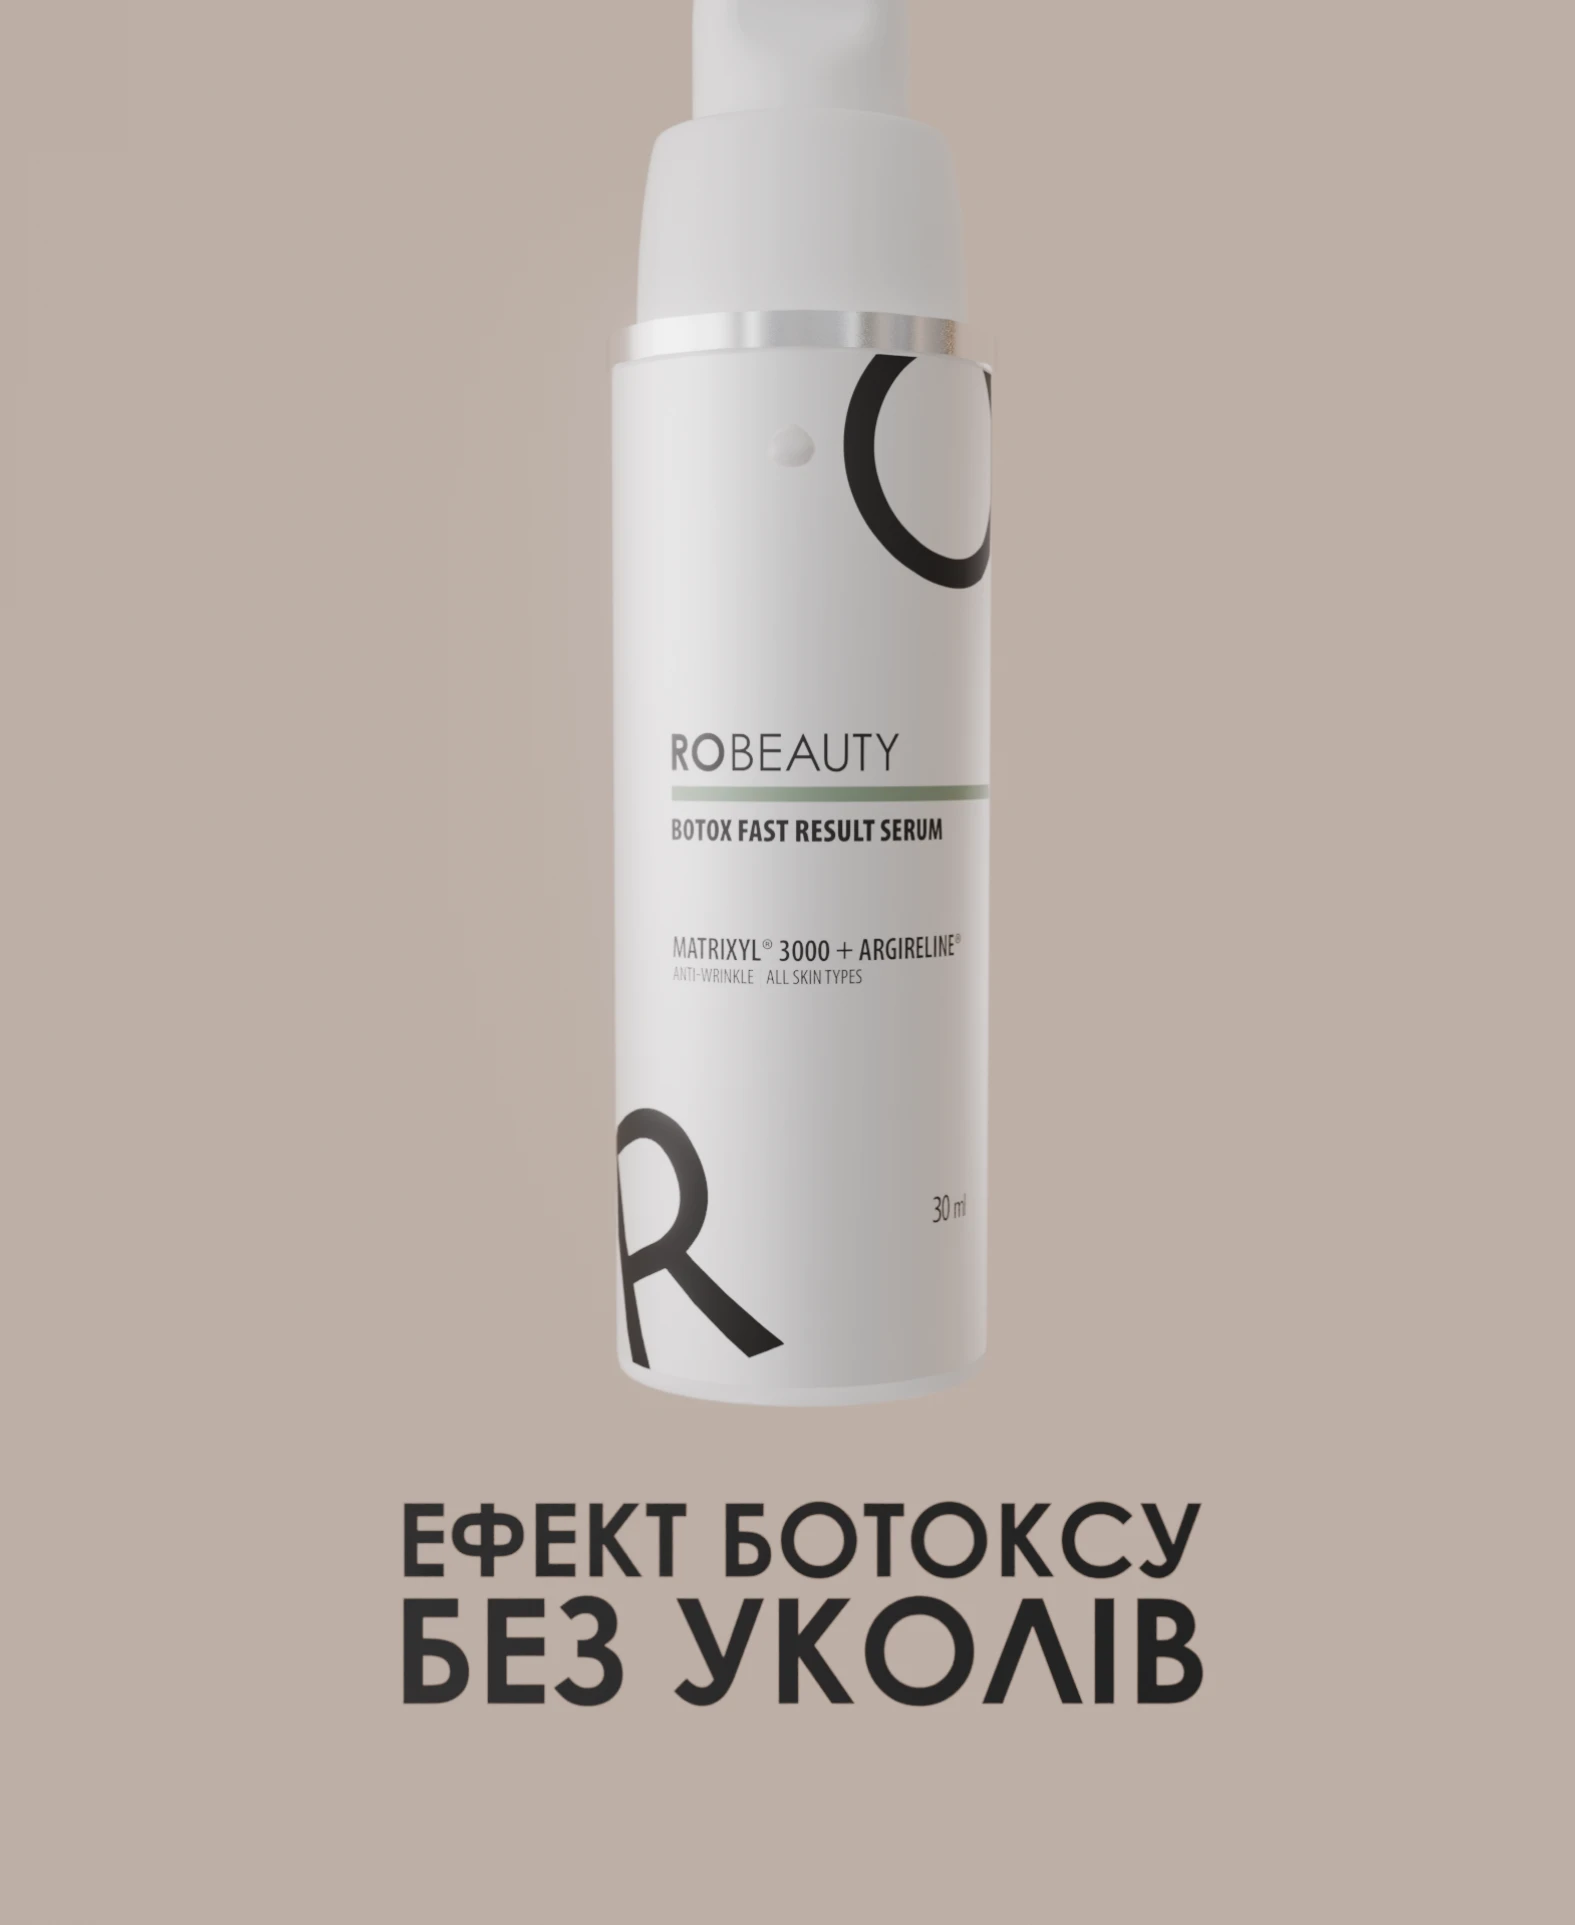 ROBEAUTY
BOTOX FAST RESULT SERUM
MATRIXYL® 3000 + ARGIRELINE®
ANTI-WRINKLE ALL SKIN TYPES
R
30 ml
ЕФЕКТ БОТОКСУ
БЕЗ УКОЛІВ